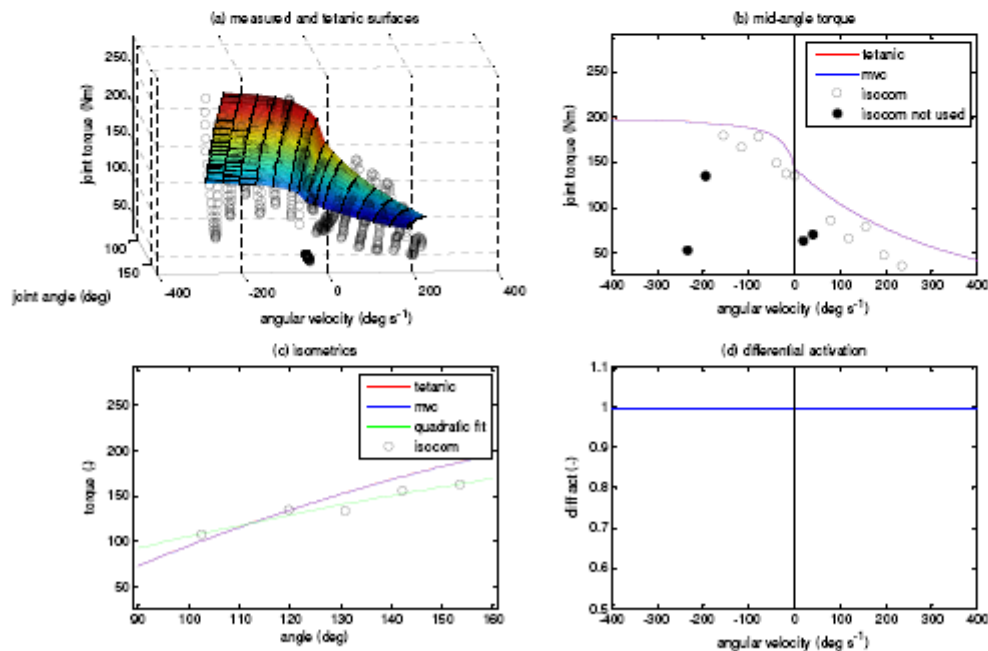 (a) measured and tetanic surfaces
250
200
150
100
50
joint torque (Nm)
100
150
joint angle (deg)
-400
-200
0
200
400
angular velocity (deg s⁻¹)
(b) mid-angle torque
tetanic
mvc
isocom
isocom not used
250
200
150
100
50
joint torque (Nm)
-400 -300 -200 -100 0 100 200 300 400
angular velocity (deg s⁻¹)
(c) isometrics
tetanic
mvc
quadratic fit
isocom
250
200
150
100
50
torque (.)
90 100 110 120 130 140 150 160
angle (deg)
(d) differential activation
1.1
1
0.9
0.8
0.7
0.6
0.5
diff act (-)
-400 -300 -200 -100 0 100 200 300 400
angular velocity (deg s⁻¹)